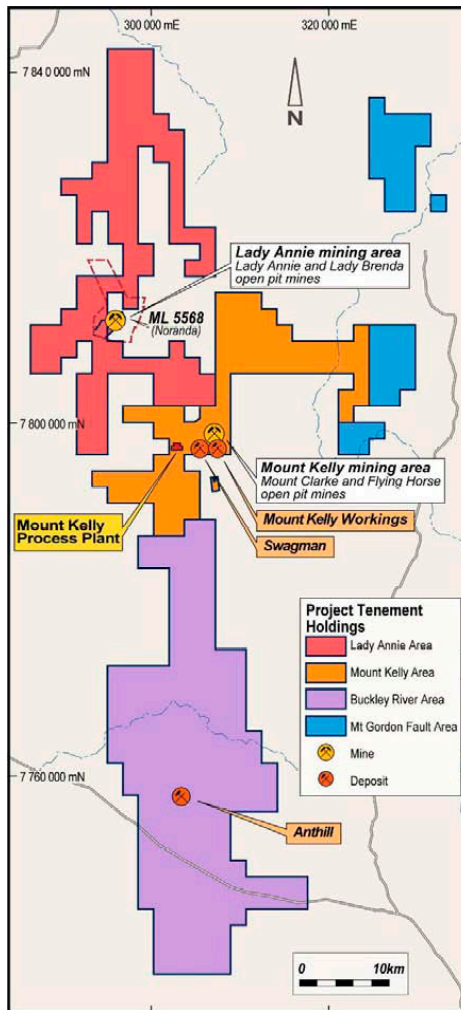 300 000 mE
320 000 mE
7 840 000 mN
N
Lady Annie mining area
Lady Annie and Lady Brenda
open pit mines
ML 5568
(Noranda)
7 800 000 mN
Mount Kelly mining area
Mount Clarke and Flying Horse
open pit mines
Mount Kelly
Process Plant
Mount Kelly Workings
Swagman
Project Tenement
Holdings
Lady Annie Area
Mount Kelly Area
Buckley River Area
Mt Gordon Fault Area
Mine
Deposit
7 760 000 mN
Anthill
0 10km